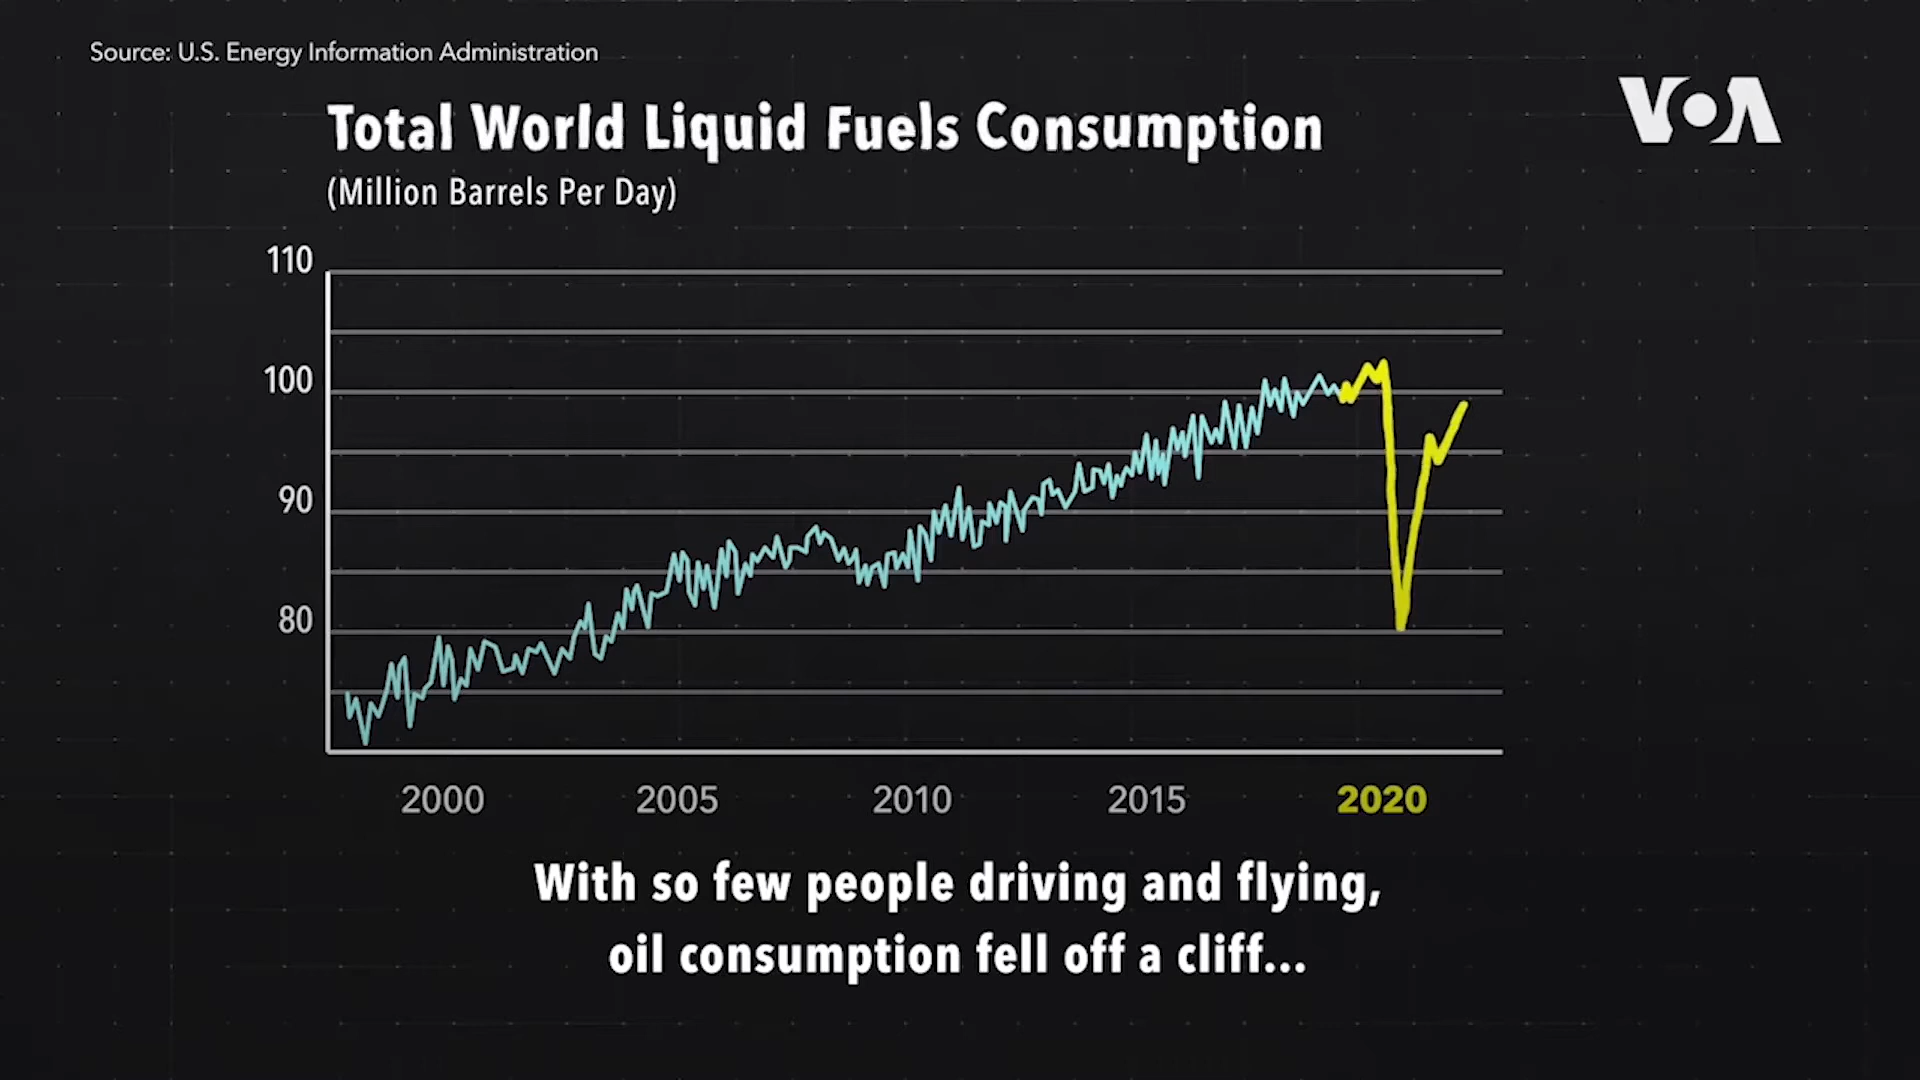 Source: U.S. Energy Information Administration
VOA
Total World Liquid Fuels Consumption
(Million Barrels Per Day)
110
100
90
80
2000 2005 2010 2015 2020
With so few people driving and flying,
oil consumption fell off a cliff...